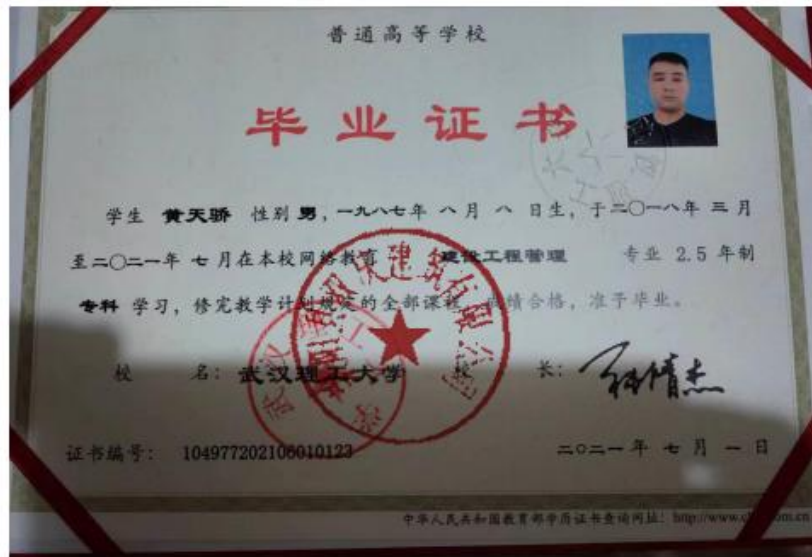 普通高等学校
毕业证书
学生 黄天骄 性别 男，一九八七年 八月 八 日生，于二〇一八年 三月
至二〇二一年 七月在本校网络教育 建设工程管理 专业 2.5 年制
专科 学习，修完教学计划规定的全部课程，成绩合格，准予毕业。
校 名：武汉理工大学 校 长：
证书编号： 104977202106010123 二〇二一年 七月 一日
中华人民共和国教育部学历证书查询网址：http://www.ch om.cn